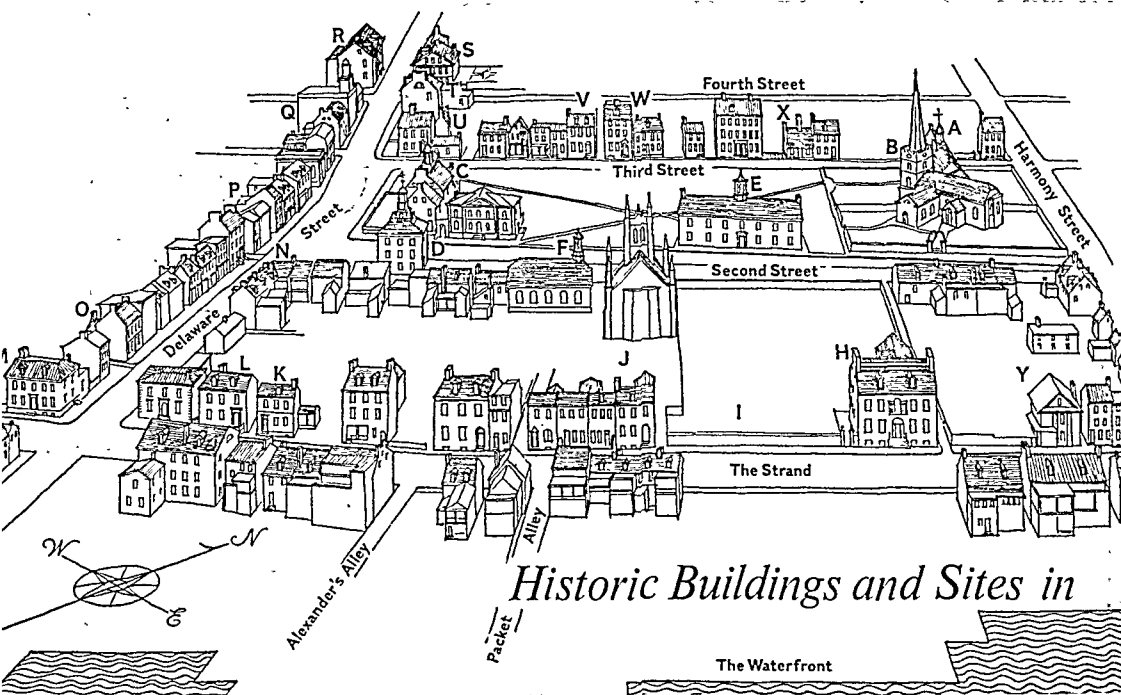 R
S
Fourth Street
T
V
W
Q
U
X
A
B
Harmony Street
Third Street
C
E
P
Street
D
F
N
Second Street
O
Delaware
H
J
L
K
Y
I
The Strand
W
N
E
Alley
Alexander's Alley
Historic Buildings and Sites in
Packet
The Waterfront